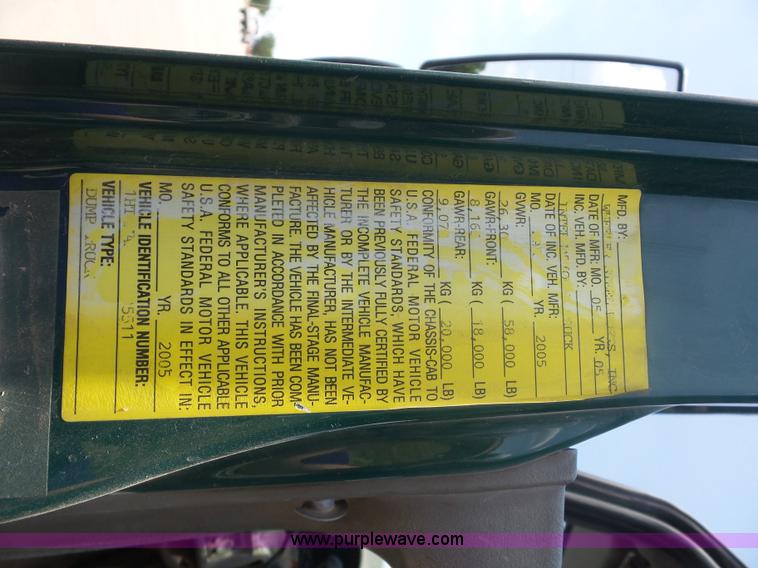 MFD. BY: INC
DATE OF MFR: MO. 05 YR. 05
INC. VEH. MFD. BY:
DATE OF INC. VEH. MFR:
MO. YR. 2005
GVWR: 26,30 KG ( 58,000 LB)
GAWR-FRONT: 8,16 KG ( 18,000 LB)
GAWR-REAR: 9,07 KG ( 20,000 LB)
CONFORMITY OF THE CHASSIS-CAB TO
U.S.A. FEDERAL MOTOR VEHICLE
SAFETY STANDARDS, WHICH HAVE
BEEN PREVIOUSLY FULLY CERTIFIED BY
THE INCOMPLETE VEHICLE MANUFAC-
TURER OR BY THE INTERMEDIATE VE-
HICLE MANUFACTURER, HAS NOT BEEN
AFFECTED BY THE FINAL-STAGE MANU-
FACTURE. THE VEHICLE HAS BEEN COM-
PLETED IN ACCORDANCE WITH PRIOR
MANUFACTURER'S INSTRUCTIONS,
WHERE APPLICABLE. THIS VEHICLE
CONFORMS TO ALL OTHER APPLICABLE
U.S.A. FEDERAL MOTOR VEHICLE
SAFETY STANDARDS IN EFFECT IN:
MO. YR. 2005
VEHICLE IDENTIFICATION NUMBER:
VEHICLE TYPE:
DUMP TRUCK
www.purplewave.com